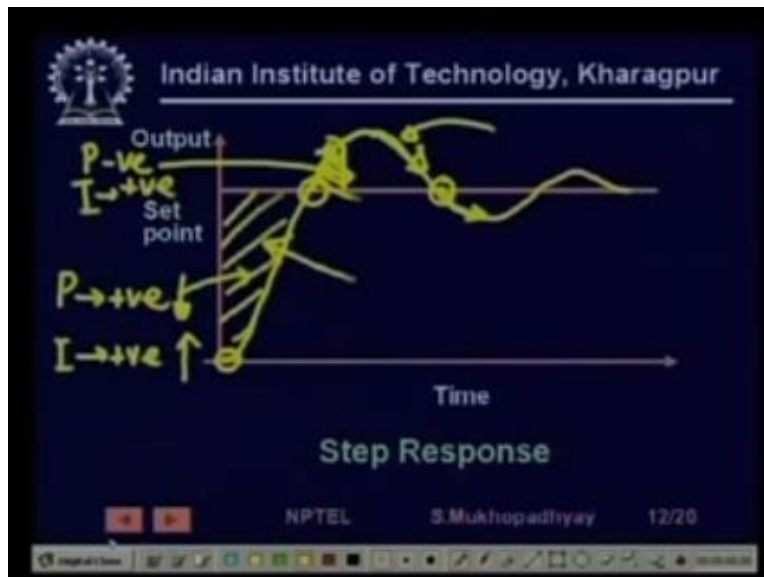 Indian Institute of Technology, Kharagpur
Output
P-ve
I→+ve
Set
point
P→+ve↓
I→+ve ↑
Time
Step Response
NPTEL S.Mukhopadhyay 12/20